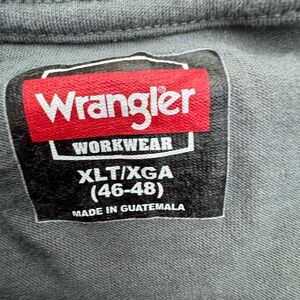 Wrangler®
WORKWEAR
XLT/XGA
(46-48)
MADE IN GUATEMALA